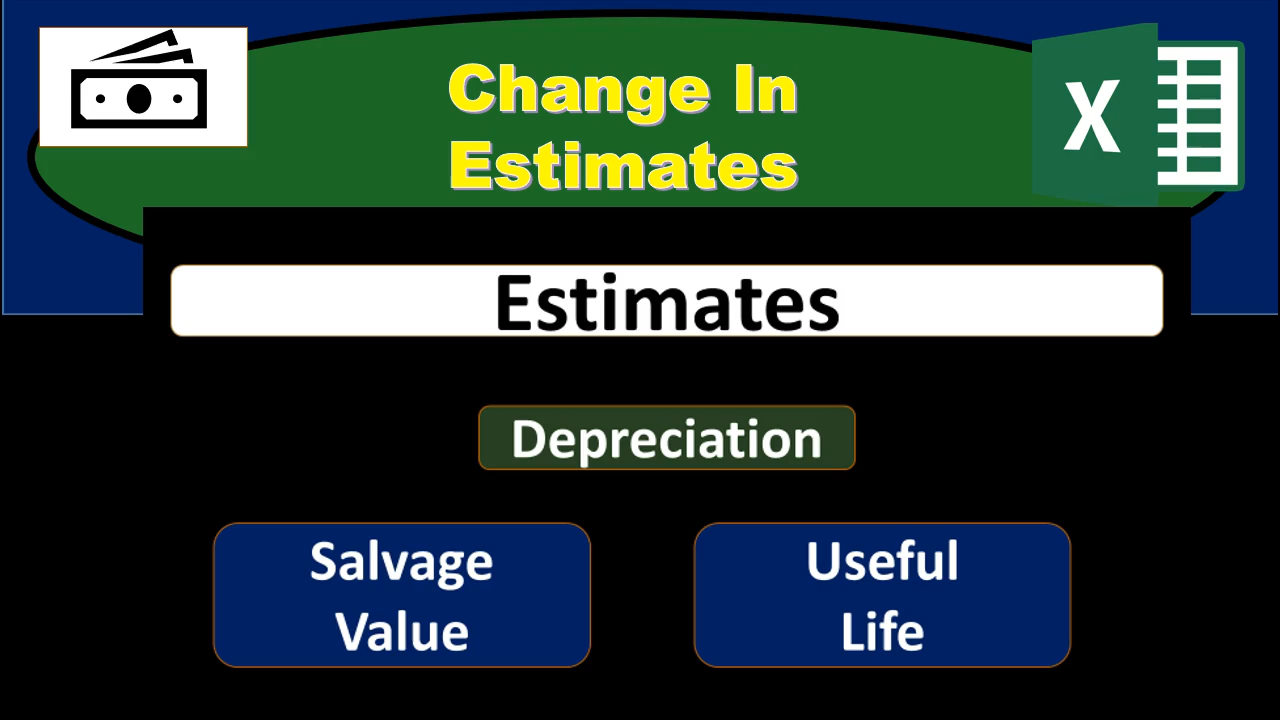 Change In
Estimates
X
Estimates
Depreciation
Salvage
Value
Useful
Life